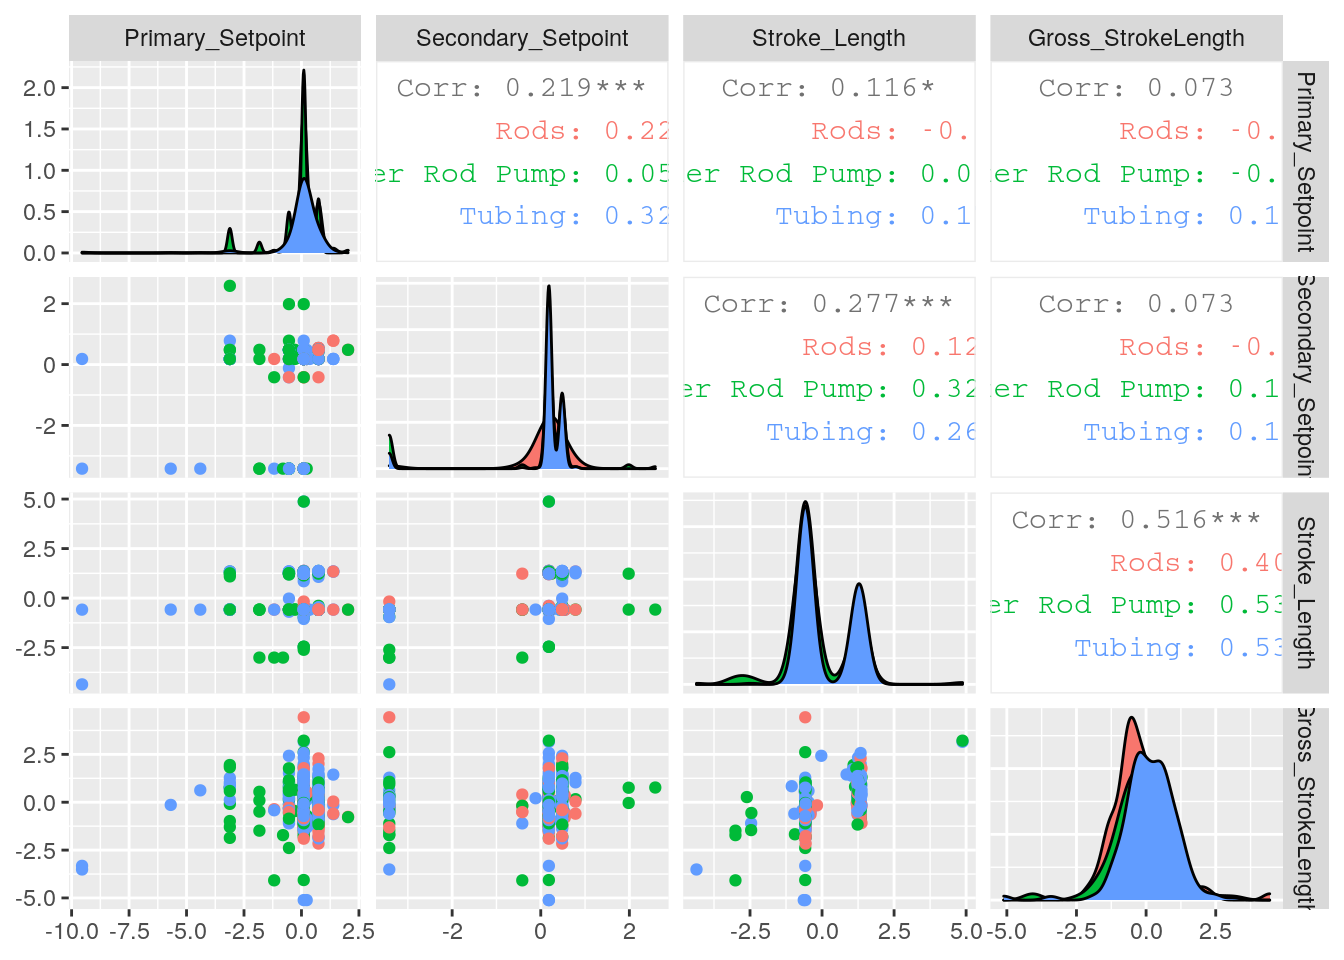 Primary_Setpoint Secondary_Setpoint Stroke_Length Gross_StrokeLength
2.0
1.5
1.0
0.5
0.0
Corr: 0.219***
Rods: 0.22
er Rod Pump: 0.05
Tubing: 0.32
Corr: 0.116*
Rods: -0.
er Rod Pump: 0.0
Tubing: 0.1
Corr: 0.073
Rods: -0.
er Rod Pump: -0.
Tubing: 0.1
Primary_Setpoint
2
0
-2
Corr: 0.277***
Rods: 0.12
er Rod Pump: 0.32
Tubing: 0.26
Corr: 0.073
Rods: -0.
er Rod Pump: 0.1
Tubing: 0.1
Secondary_Setpoint
5.0
2.5
0.0
-2.5
Corr: 0.516***
Rods: 0.40
er Rod Pump: 0.53
Tubing: 0.53
Stroke_Length
2.5
0.0
-2.5
-5.0
Gross_StrokeLength
-10.0 -7.5 -5.0 -2.5 0.0 2.5
-2 0 2
-2.5 0.0 2.5 5.0
-5.0 -2.5 0.0 2.5